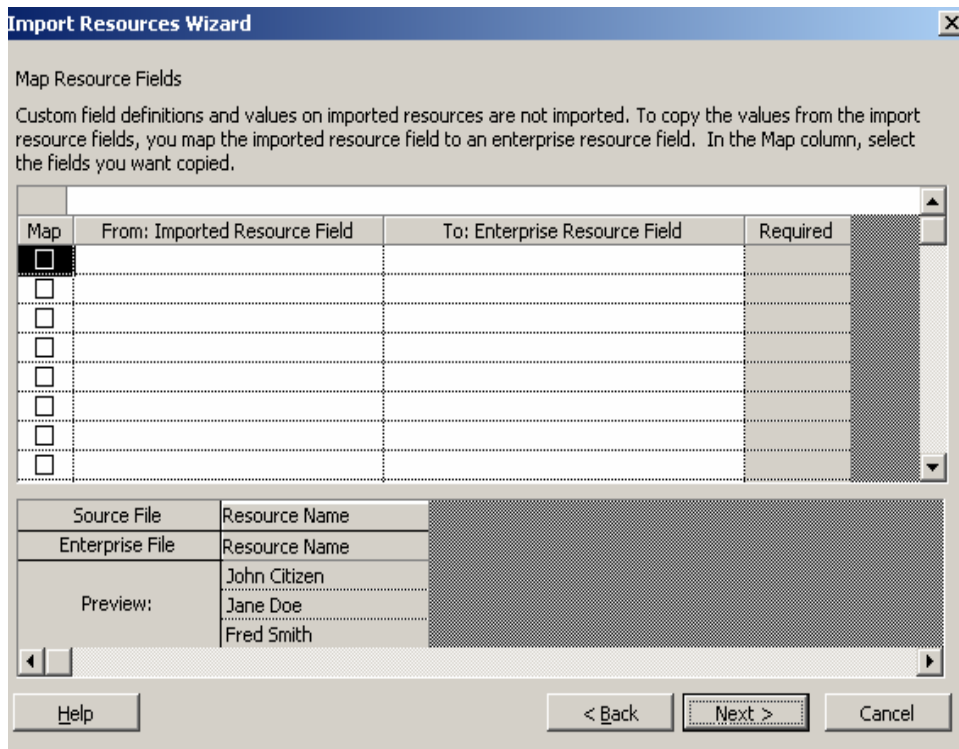 Import Resources Wizard
Map Resource Fields
Custom field definitions and values on imported resources are not imported. To copy the values from the import
resource fields, you map the imported resource field to an enterprise resource field. In the Map column, select
the fields you want copied.
Map From: Imported Resource Field To: Enterprise Resource Field Required
Source File Resource Name
Enterprise File Resource Name
Preview: John Citizen
Jane Doe
Fred Smith
Help < Back Next > Cancel